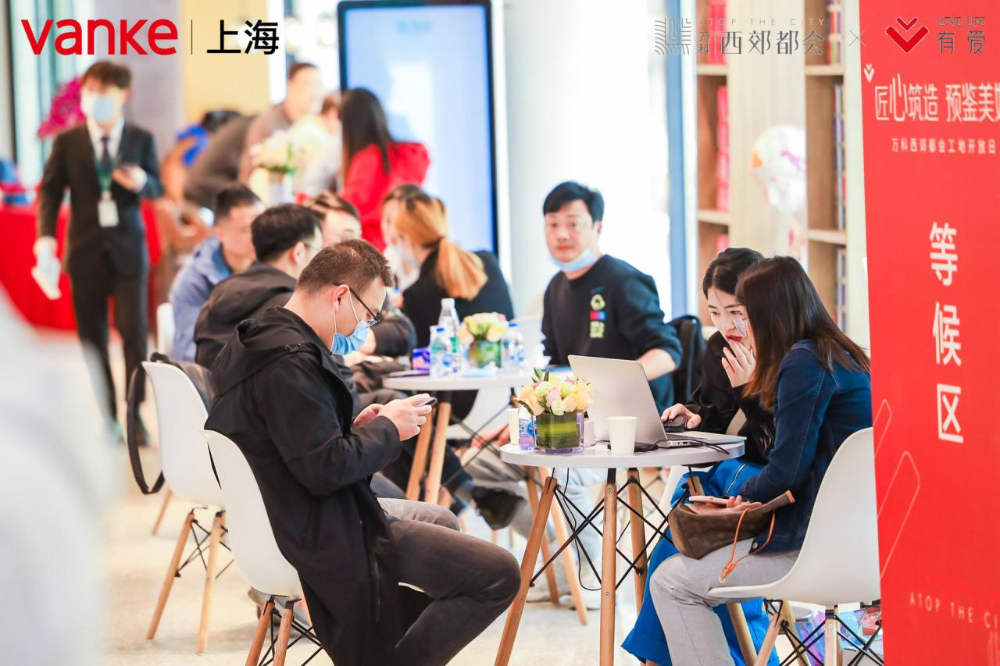 vanke 上海
万科 西郊都会
ATOP THE CITY
×
LOVE LIFE
有爱
匠心筑造 预鉴美
万科西郊都会工地开放日
等候区
ATOP THE CI